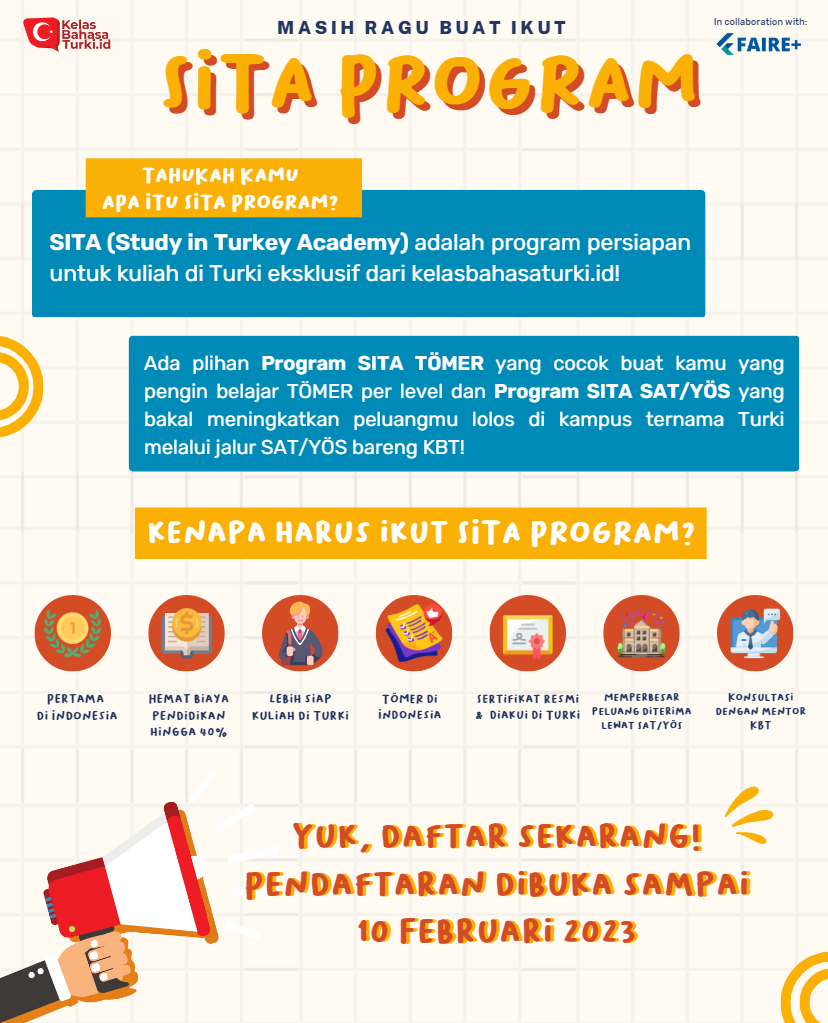 Kelas
Bahasa
Turki.id
MASIH RAGU BUAT IKUT
In collaboration with:
FAIRE+
SiTA PROGRAM
TAHUKAH KAMU
APA iTU SiTA PROGRAM?
SITA (Study in Turkey Academy) adalah program persiapan
untuk kuliah di Turki eksklusif dari kelasbahasaturki.id!
Ada plihan Program SITA TÖMER yang cocok buat kamu yang
pengin belajar TÖMER per level dan Program SITA SAT/YÖS yang
bakal meningkatkan peluangmu lolos di kampus ternama Turki
melalui jalur SAT/YÖS bareng KBT!
KENAPA HARUS iKUT SiTA PROGRAM?
1
$
PERTAMA
Di iNDONESiA
HEMAT BiAYA
PENDiDiKAN
HiNGGA 40%
LEBiH SiAP
KULiAH Di TURKi
TÖMER Di
iNDONESiA
SERTiFiKAT RESMi
& DiAKUi Di TURKi
MEMPERBESAR
PELUANG DiTERiMA
LEWAT SAT/YÖS
KONSULTASi
DENGAN MENTOR
KBT
YUK, DAFTAR SEKARANG!
PENDAFTARAN DiBUKA SAMPAi
10 FEBRUARi 2023